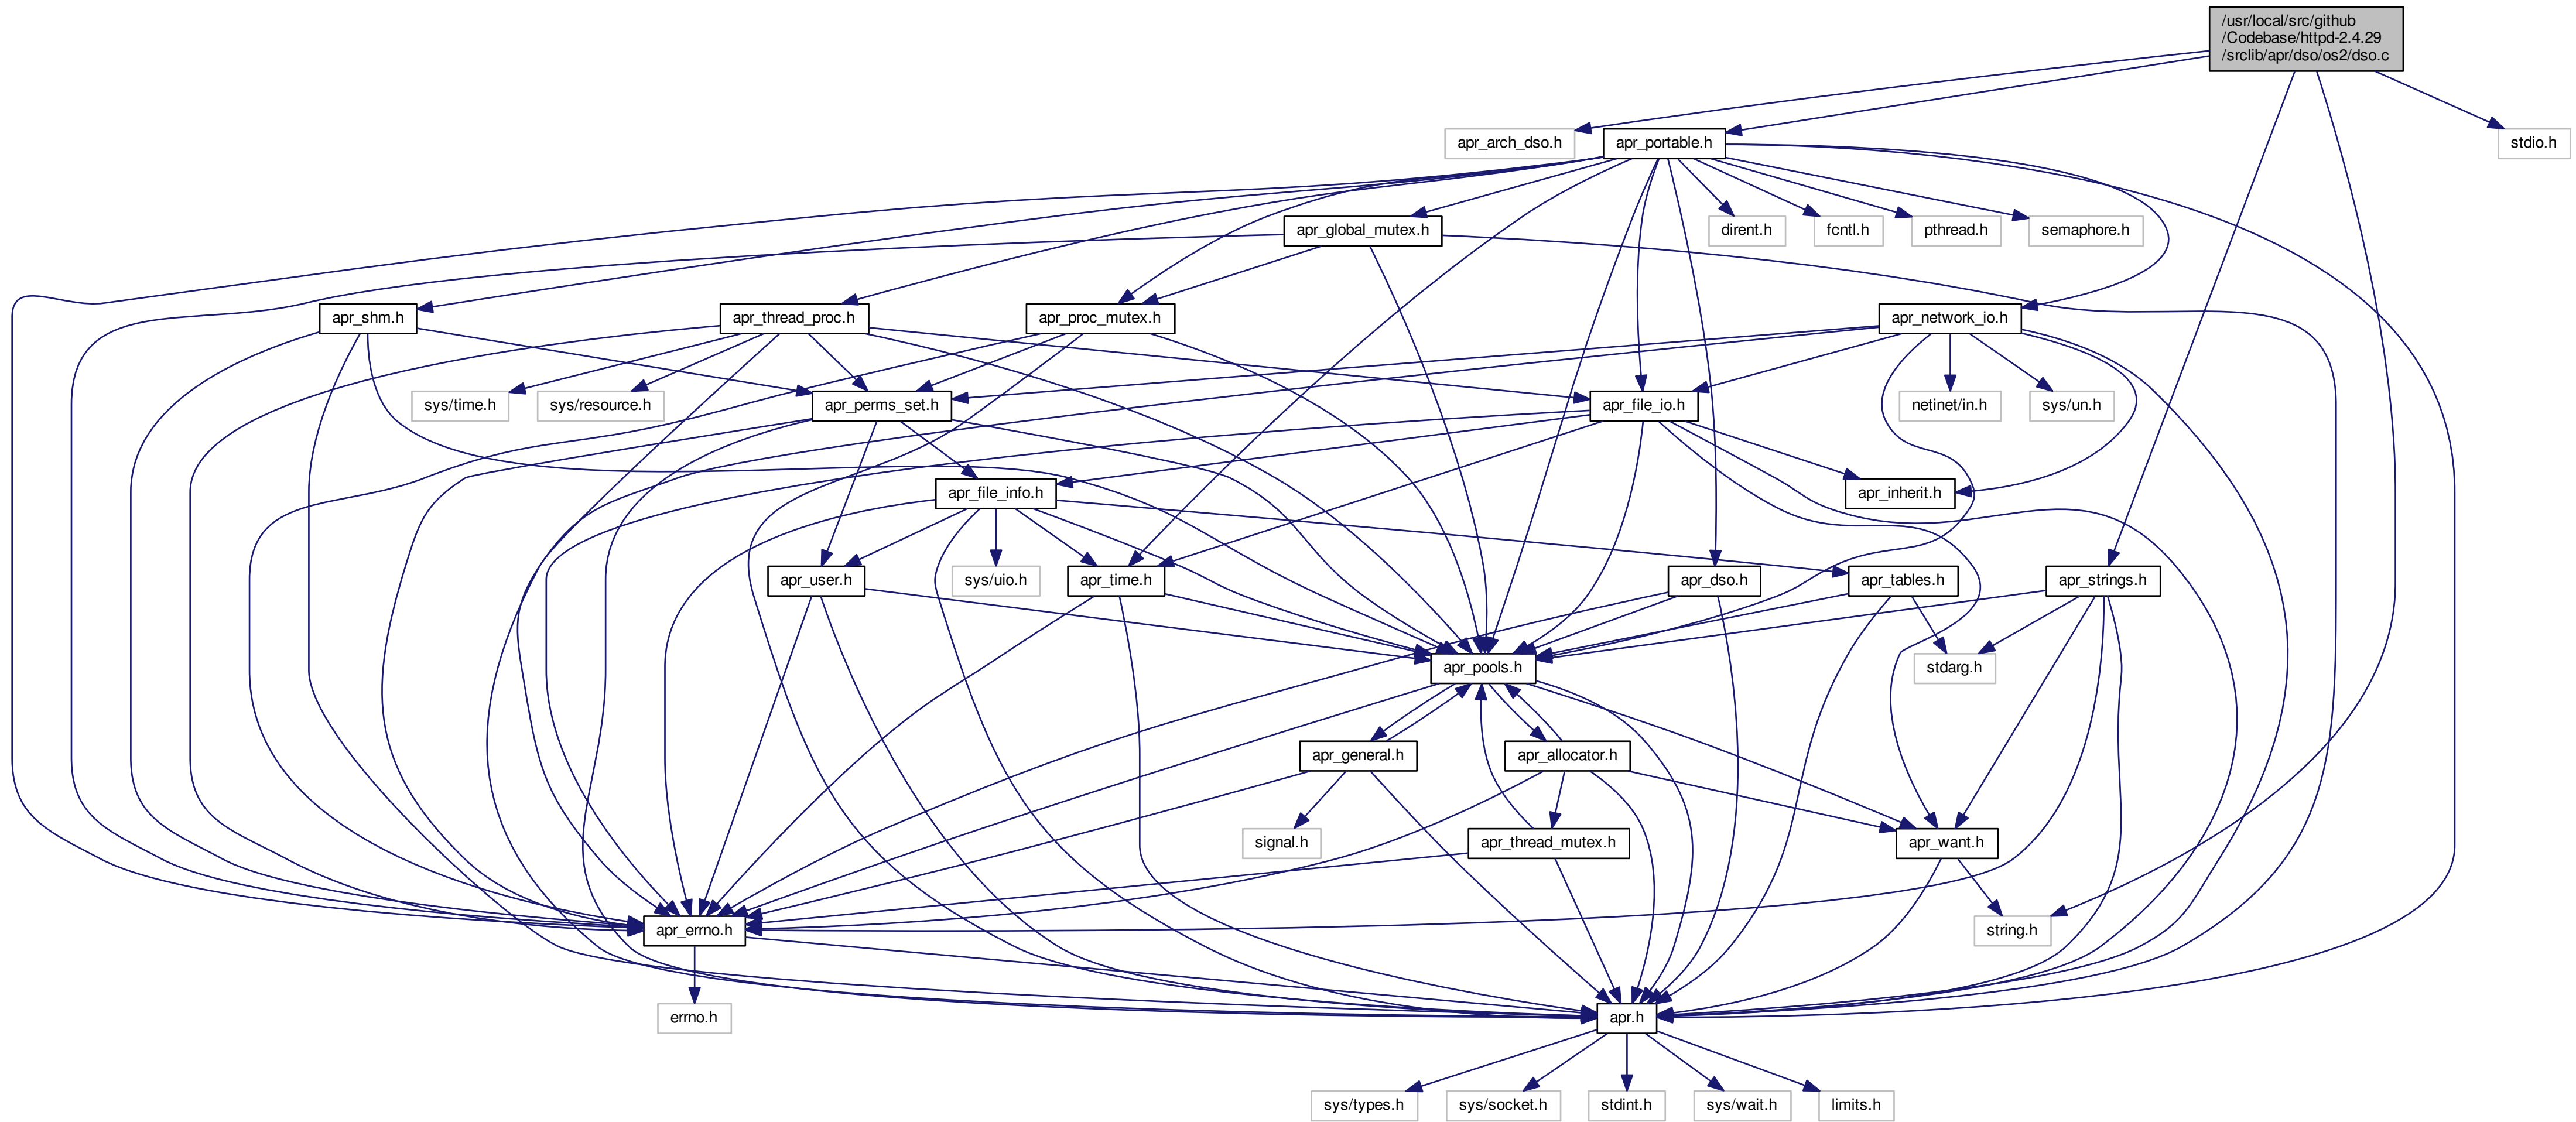 /usr/local/src/github
/Codebase/httpd-2.4.29
/srclib/apr/dso/os2/dso.c
apr_arch_dso.h
apr_portable.h
stdio.h
apr_global_mutex.h
dirent.h
fcntl.h
pthread.h
semaphore.h
apr_shm.h
apr_thread_proc.h
apr_proc_mutex.h
apr_network_io.h
sys/time.h
sys/resource.h
apr_perms_set.h
apr_file_io.h
netinet/in.h
sys/un.h
apr_file_info.h
apr_inherit.h
apr_user.h
sys/uio.h
apr_time.h
apr_dso.h
apr_tables.h
apr_strings.h
apr_pools.h
stdarg.h
apr_general.h
apr_allocator.h
signal.h
apr_thread_mutex.h
apr_want.h
apr_errno.h
string.h
errno.h
apr.h
sys/types.h
sys/socket.h
stdint.h
sys/wait.h
limits.h